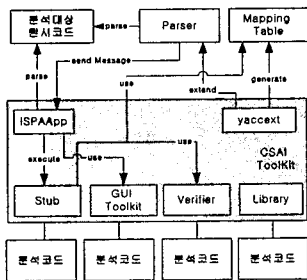 분석대상
원시코드
parse
Parser
Mapping
Table
send Message
parse
use
generate
extend
ISPAApp
yaccext
CSAI
ToolKit
execute
use
use
Stub
GUI
Toolkit
Verifier
Library
분석코드
분석코드
분석코드
분석코드